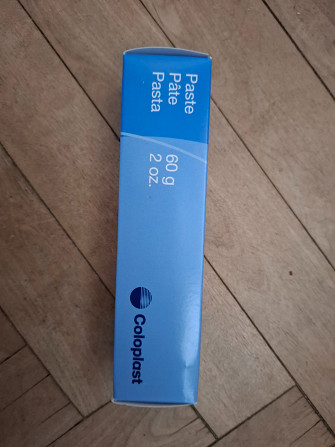 Paste
Pâte
Pasta
60 g
2 oz.
Coloplast